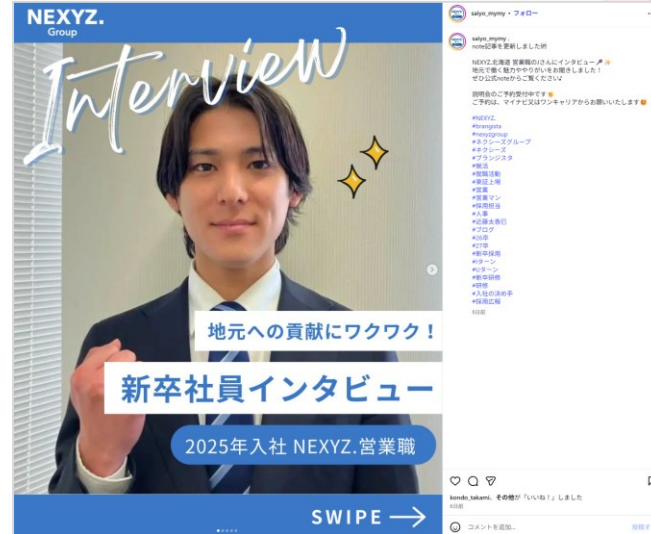 NEXYZ.
Group
Interview
地元への貢献にワクワク！
新卒社員インタビュー
2025年入社 NEXYZ.営業職
SWIPE
saiyo_mymy・フォロー
saiyo_mymy .
note記事を更新しました
NEXYZ.北海道 営業職のJさんにインタビュー
地元で働く魅力ややりがいをお聞きしました！
ぜひ公式noteからご覧ください
説明会のご予約受付中です
ご予約は、マイナビ又はワンキャリアからお願いいたします
#NEXYZ.
#brangista
#nexyzgroup
#ネクシーズグループ
#ネクシーズ
#ブランジスタ
#就活
#就職活動
#東証上場
#営業
#営業マン
#採用担当
#人事
#近藤太香巳
#ブログ
#26卒
#27卒
#新卒採用
#Iターン
#Uターン
#新卒研修
#研修
#入社の決め手
#採用広報
kondo_takami、その他が「いいね！」しました
コメントを追加...